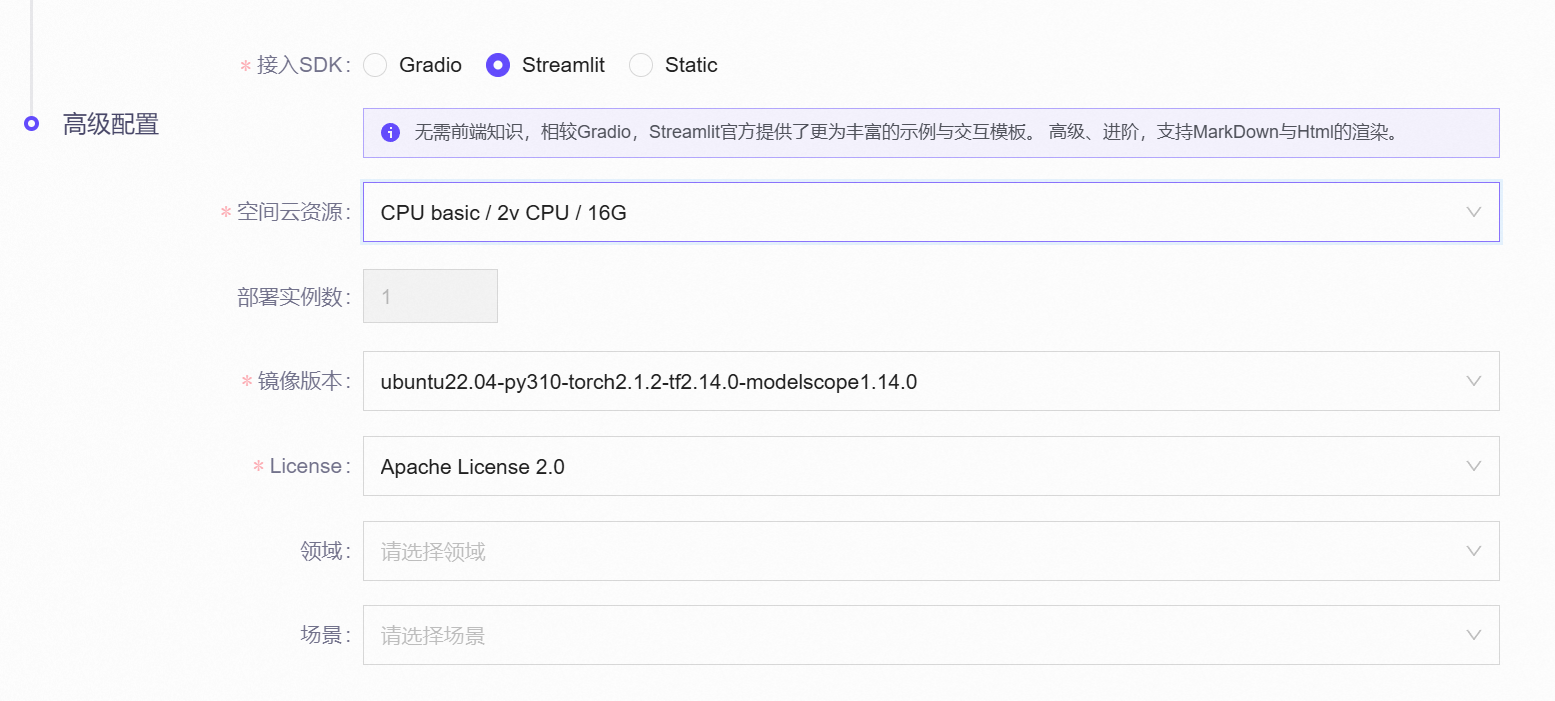 * 接入SDK: Gradio Streamlit Static
高级配置
无需前端知识，相较Gradio，Streamlit官方提供了更为丰富的示例与交互模板。 高级、进阶，支持MarkDown与Html的渲染。
* 空间云资源: CPU basic / 2v CPU / 16G
部署实例数: 1
* 镜像版本: ubuntu22.04-py310-torch2.1.2-tf2.14.0-modelscope1.14.0
* License: Apache License 2.0
领域: 请选择领域
场景: 请选择场景